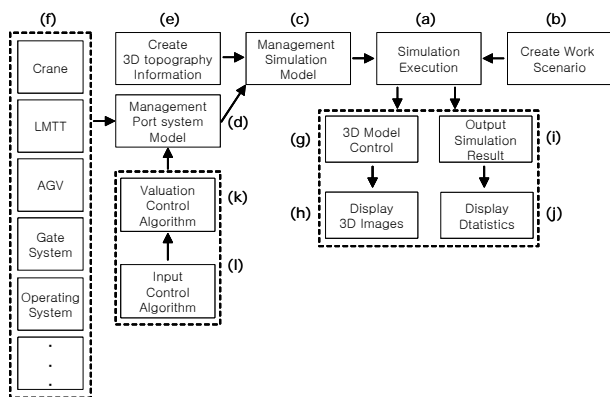 (f)
(e)
(c)
(a)
(b)
Crane
LMTT
AGV
Gate
System
Operating
System
.
.
.
Create
3D topography
Information
Management
Simulation
Model
Simulation
Execution
Create Work
Scenario
Management
Port system
Model
(d)
Valuation
Control
Algorithm
(k)
Input
Control
Algorithm
(l)
(g)
3D Model
Control
Output
Simulation
Result
(i)
(h)
Display
3D Images
Display
Dtatistics
(j)